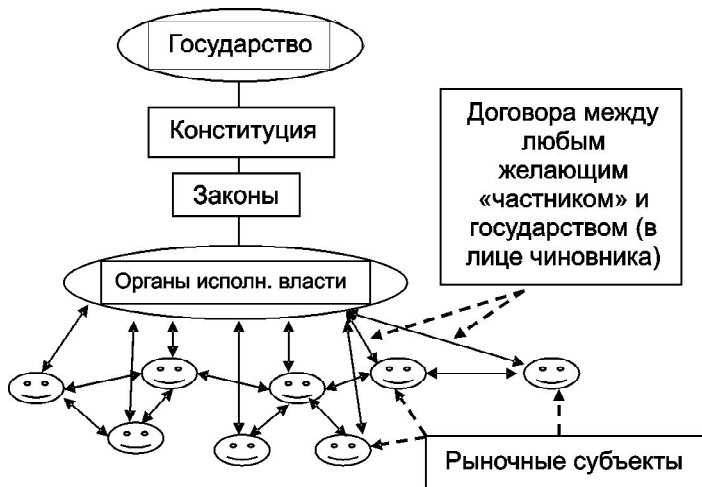 Государство
Конституция
Законы
Органы исполн. власти
Договора между
любым
желающим
«частником» и
государством (в
лице чиновника)
Рыночные субъекты